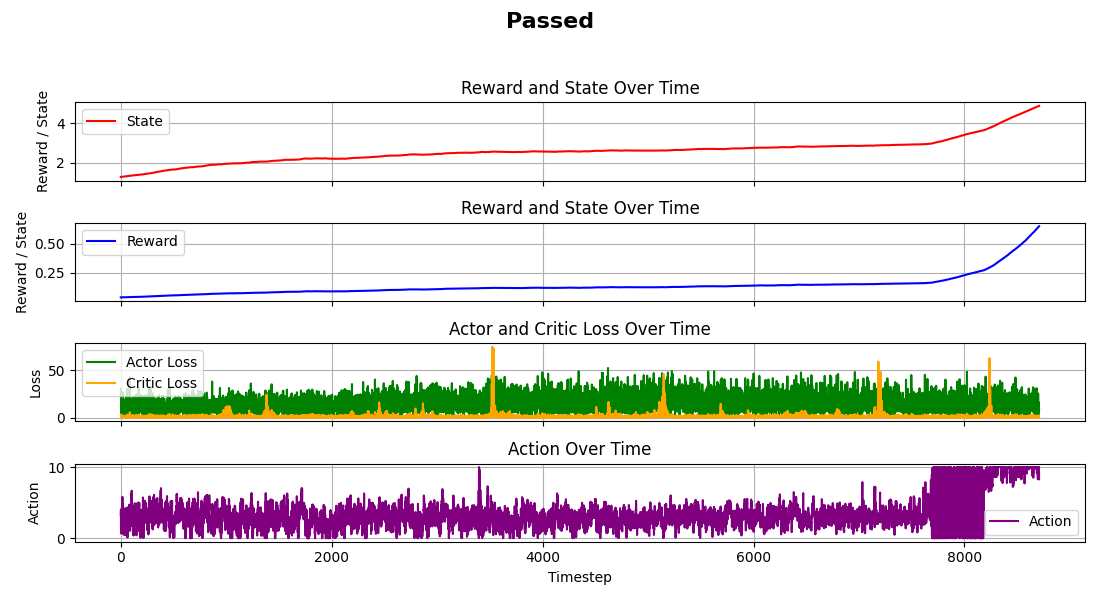 Passed
Reward and State Over Time
Reward / State
4
2
State
Reward and State Over Time
Reward / State
0.50
0.25
Reward
Actor and Critic Loss Over Time
Loss
50
0
Actor Loss
Critic Loss
Action Over Time
Action
10
0
Action
0 2000 4000 6000 8000
Timestep